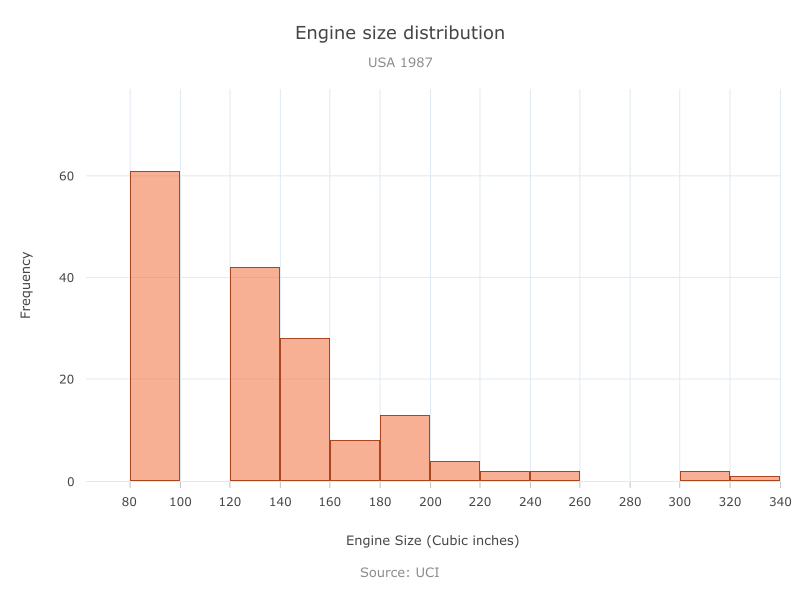 Engine size distribution
USA 1987
Frequency
60
40
20
0
80 100 120 140 160 180 200 220 240 260 280 300 320 340
Engine Size (Cubic inches)
Source: UCI